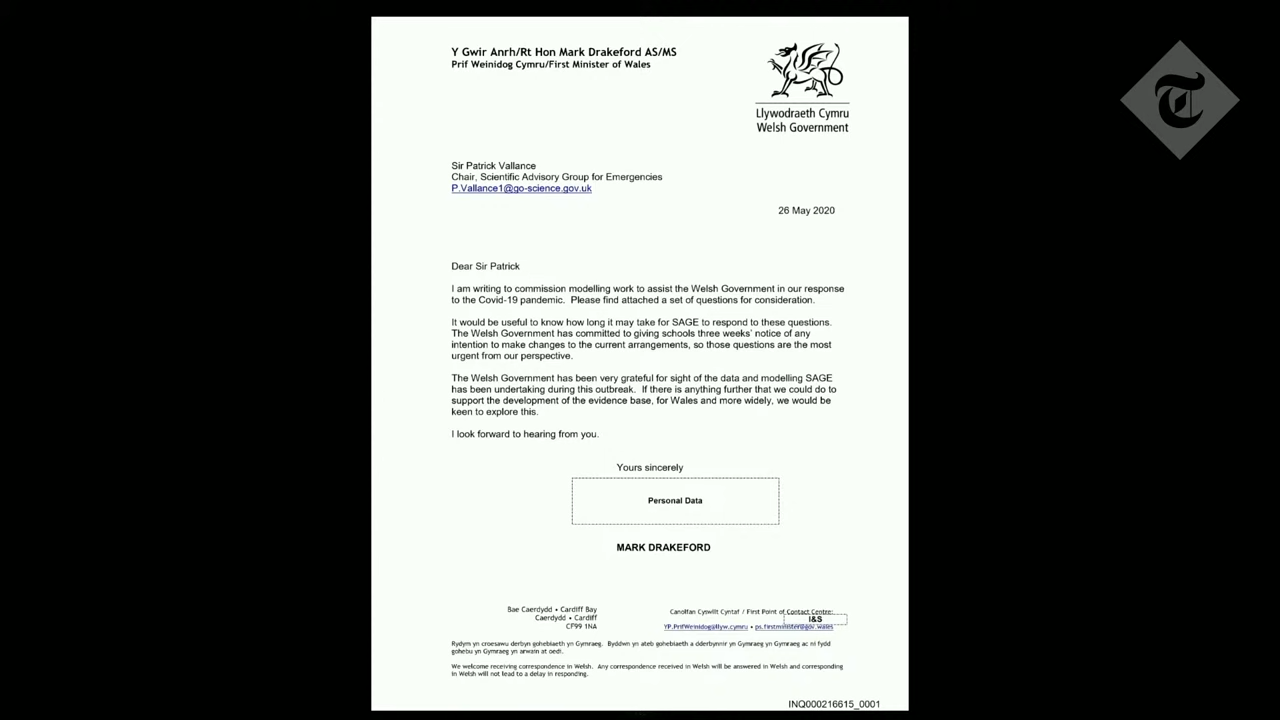 Y Gwir Anrh/Rt Hon Mark Drakeford AS/MS
Prif Weinidog Cymru/First Minister of Wales
Llywodraeth Cymru
Welsh Government
Sir Patrick Vallance
Chair, Scientific Advisory Group for Emergencies
P.Vallance1@go-science.gov.uk
26 May 2020
Dear Sir Patrick
I am writing to commission modelling work to assist the Welsh Government in our response
to the Covid-19 pandemic. Please find attached a set of questions for consideration.
It would be useful to know how long it may take for SAGE to respond to these questions.
The Welsh Government has committed to giving schools three weeks' notice of any
intention to make changes to the current arrangements, so those questions are the most
urgent from our perspective.
The Welsh Government has been very grateful for sight of the data and modelling SAGE
has been undertaking during this outbreak. If there is anything further that we could do to
support the development of the evidence base, for Wales and more widely, we would be
keen to explore this.
I look forward to hearing from you.
Yours sincerely
Personal Data
MARK DRAKEFORD
Bae Caerdydd • Cardiff Bay
Caerdydd • Cardiff
CF99 1NA
Canolfan Cyswllt Cyntaf / First Point of Contact Centre:
I&S
YP.PrifWeinidog@llyw.cymru • ps.firstminister@gov.wales
Rydym yn croesawu derbyn gohebiaeth yn Gymraeg. Byddwn yn ateb gohebiaeth a dderbynnir yn Gymraeg yn Gymraeg ac ni fydd
gohebu yn Gymraeg yn arwain at oedi.
We welcome receiving correspondence in Welsh. Any correspondence received in Welsh will be answered in Welsh and corresponding
in Welsh will not lead to a delay in responding.
INQ000216615_0001
T